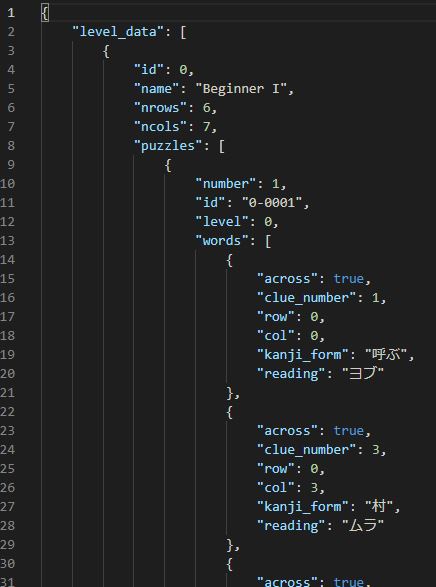 1 {
2 "level_data": [
3 {
4 "id": 0,
5 "name": "Beginner I",
6 "nrows": 6,
7 "ncols": 7,
8 "puzzles": [
9 {
10 "number": 1,
11 "id": "0-0001",
12 "level": 0,
13 "words": [
14 {
15 "across": true,
16 "clue_number": 1,
17 "row": 0,
18 "col": 0,
19 "kanji_form": "呼ぶ",
20 "reading": "ヨブ"
21 },
22 {
23 "across": true,
24 "clue_number": 3,
25 "row": 0,
26 "col": 3,
27 "kanji_form": "村",
28 "reading": "ムラ"
29 },
30 {
31 "across": true,